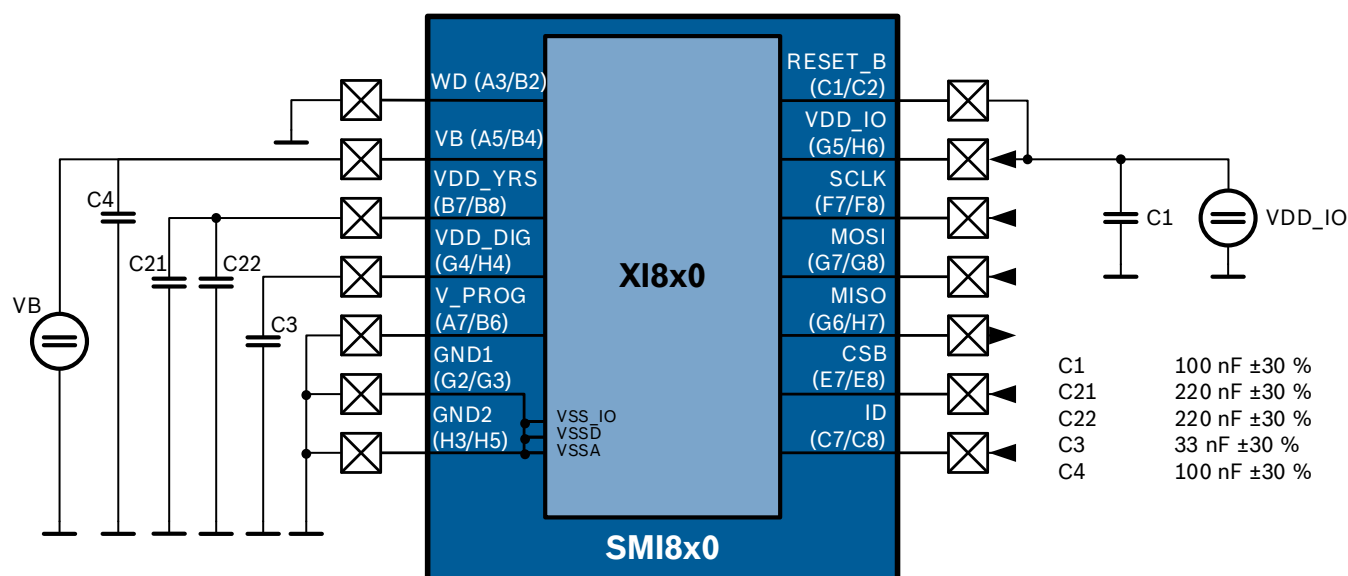 WD (A3/B2)
VB (A5/B4)
VDD_YRS
(B7/B8)
VDD_DIG
(G4/H4)
V_PROG
(A7/B6)
GND1
(G2/G3)
GND2
(H3/H5)
VSS_IO
VSSD
VSSA
C4
C21
C22
C3
VB
XI8x0
SMI8x0
RESET_B
(C1/C2)
VDD_IO
(G5/H6)
SCLK
(F7/F8)
MOSI
(G7/G8)
MISO
(G6/H7)
CSB
(E7/E8)
ID
(C7/C8)
C1
VDD_IO
C1 100 nF ±30 %
C21 220 nF ±30 %
C22 220 nF ±30 %
C3 33 nF ±30 %
C4 100 nF ±30 %